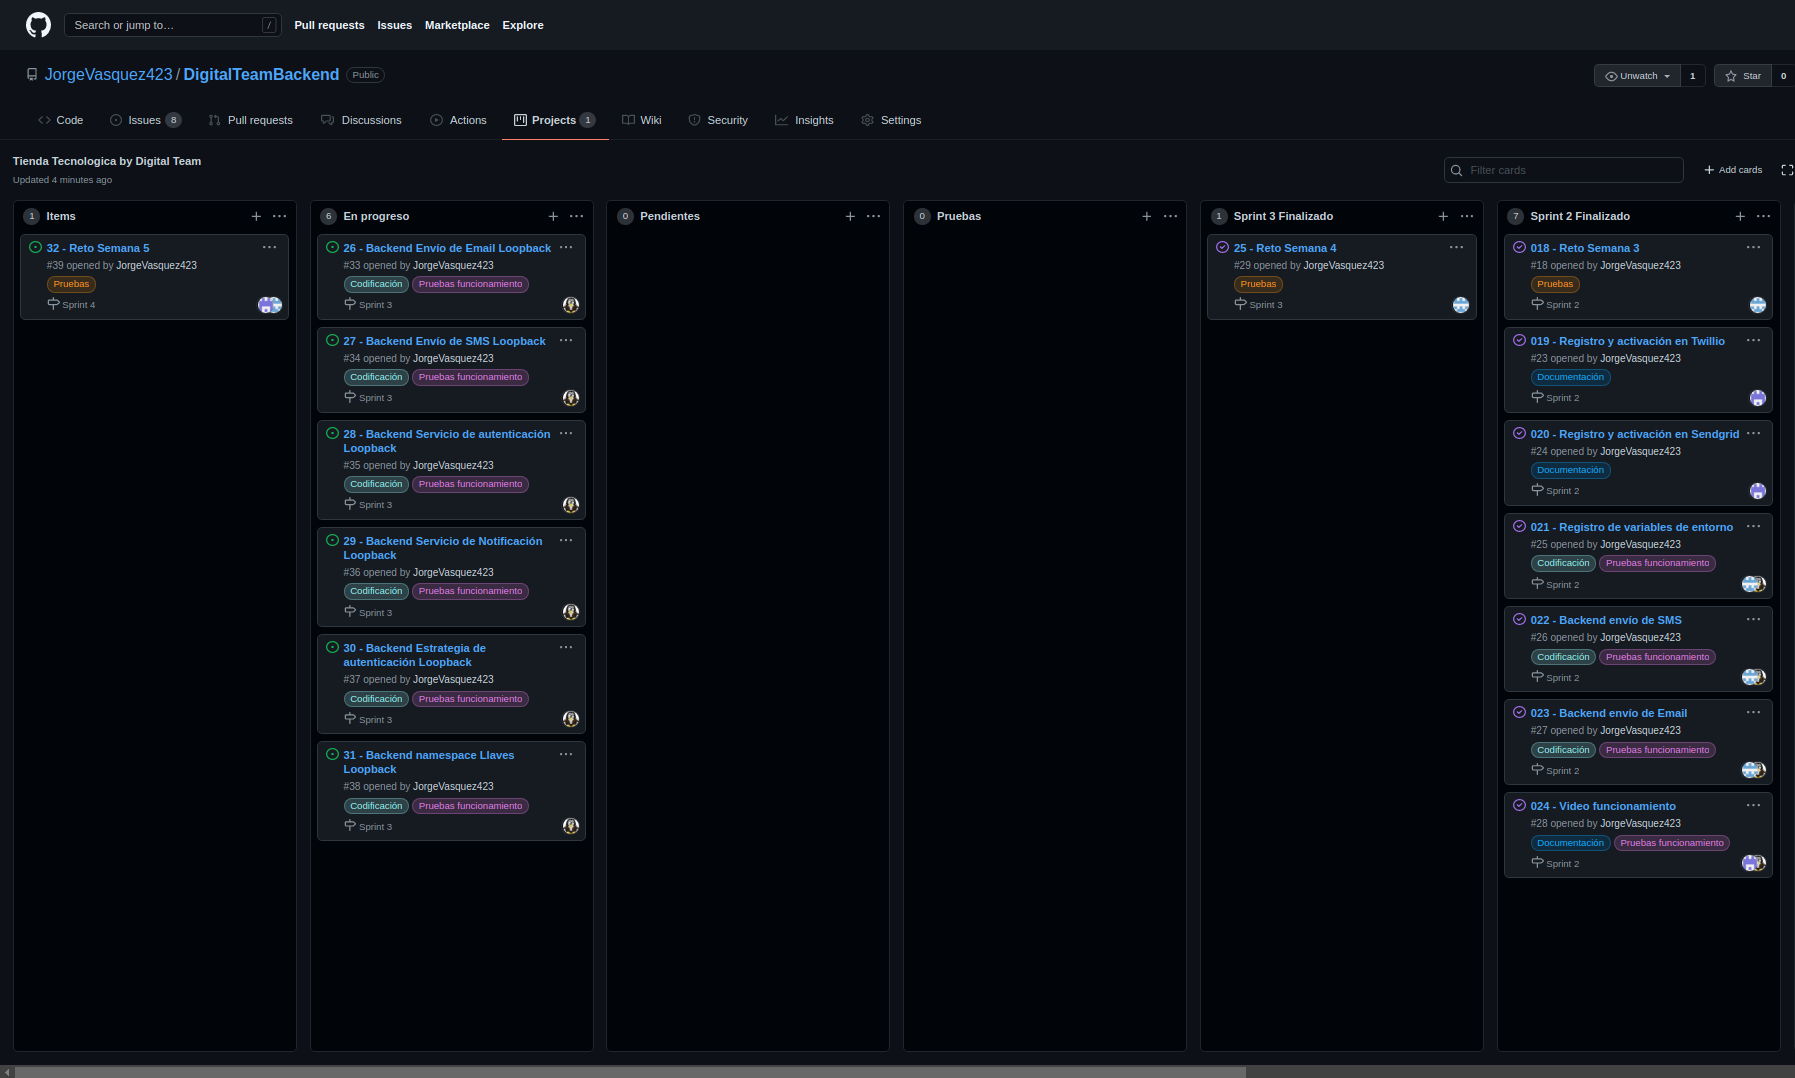 Search or jump to…
/
Pull requests
Issues
Marketplace
Explore
JorgeVasquez423 / DigitalTeamBackend
Public
Unwatch
1
Star
0
Code
Issues 8
Pull requests
Discussions
Actions
Projects 1
Wiki
Security
Insights
Settings
Tienda Tecnologica by Digital Team
Updated 4 minutes ago
Filter cards
Add cards
1 Items
32 - Reto Semana 5
#39 opened by JorgeVasquez423
Pruebas
Sprint 4
6 En progreso
26 - Backend Envío de Email Loopback
#33 opened by JorgeVasquez423
Codificación Pruebas funcionamiento
Sprint 3
27 - Backend Envío de SMS Loopback
#34 opened by JorgeVasquez423
Codificación Pruebas funcionamiento
Sprint 3
28 - Backend Servicio de autenticación
Loopback
#35 opened by JorgeVasquez423
Codificación Pruebas funcionamiento
Sprint 3
29 - Backend Servicio de Notificación
Loopback
#36 opened by JorgeVasquez423
Codificación Pruebas funcionamiento
Sprint 3
30 - Backend Estrategia de
autenticación Loopback
#37 opened by JorgeVasquez423
Codificación Pruebas funcionamiento
Sprint 3
31 - Backend namespace Llaves
Loopback
#38 opened by JorgeVasquez423
Codificación Pruebas funcionamiento
Sprint 3
0 Pendientes
0 Pruebas
1 Sprint 3 Finalizado
25 - Reto Semana 4
#29 opened by JorgeVasquez423
Pruebas
Sprint 3
7 Sprint 2 Finalizado
018 - Reto Semana 3
#18 opened by JorgeVasquez423
Pruebas
Sprint 2
019 - Registro y activación en Twillio
#23 opened by JorgeVasquez423
Documentación
Sprint 2
020 - Registro y activación en Sendgrid
#24 opened by JorgeVasquez423
Documentación
Sprint 2
021 - Registro de variables de entorno
#25 opened by JorgeVasquez423
Codificación Pruebas funcionamiento
Sprint 2
022 - Backend envío de SMS
#26 opened by JorgeVasquez423
Codificación Pruebas funcionamiento
Sprint 2
023 - Backend envío de Email
#27 opened by JorgeVasquez423
Codificación Pruebas funcionamiento
Sprint 2
024 - Video funcionamiento
#28 opened by JorgeVasquez423
Documentación Pruebas funcionamiento
Sprint 2